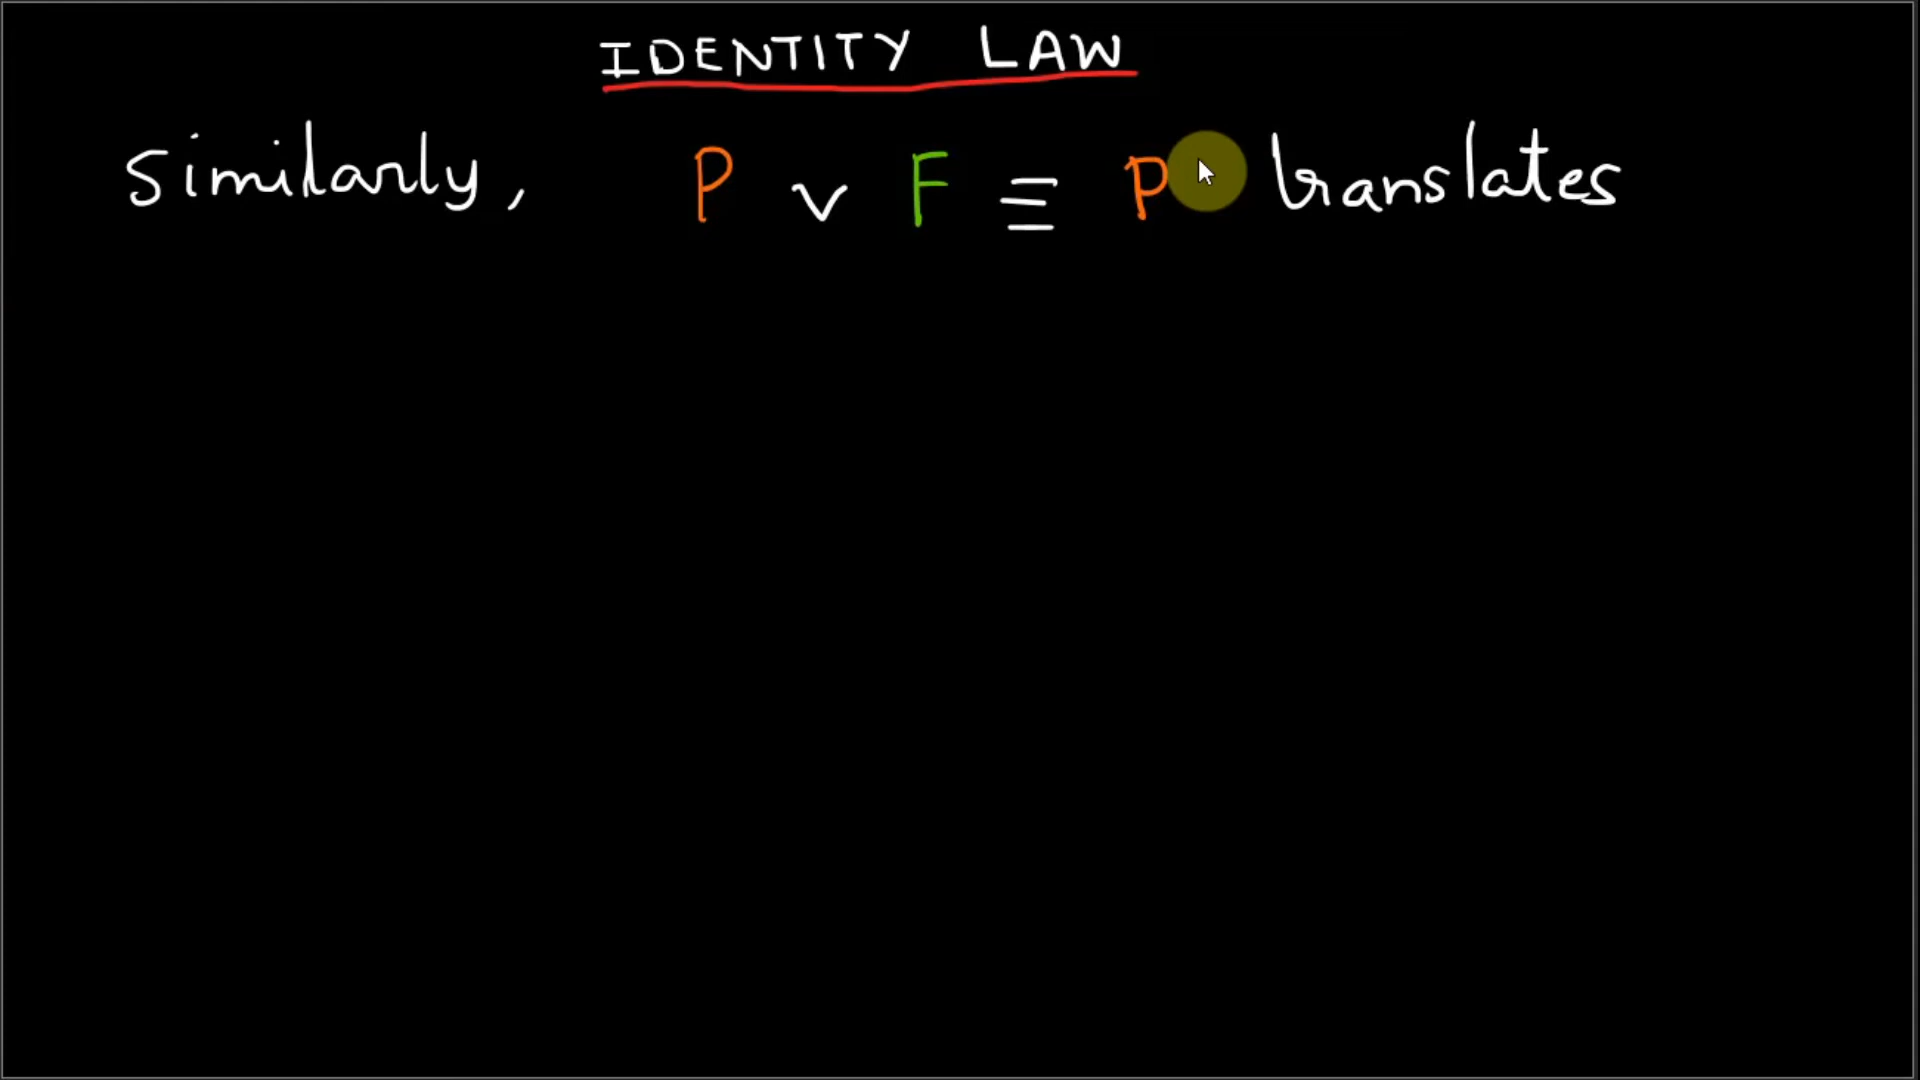 IDENTITY LAW
Similarly, P ∨ F ≡ P translates